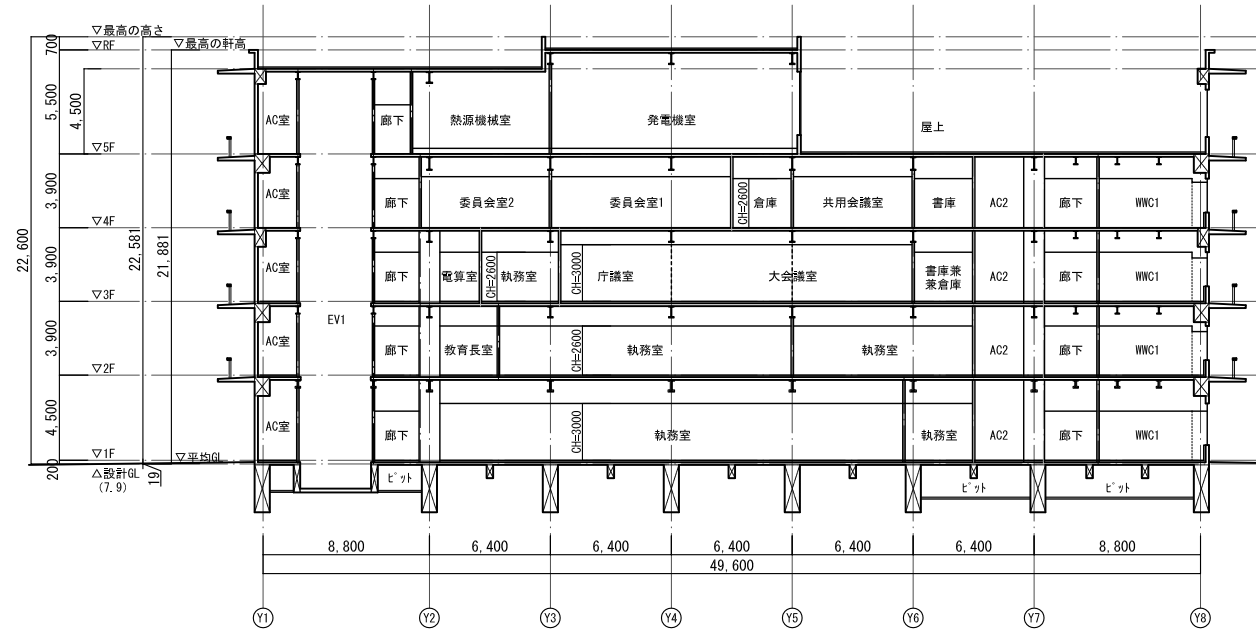 ▽最高の高さ
▽RF
▽最高の軒高
700
5,500
4,500
AC室
廊下
熱源機械室
発電機室
屋上
▽5F
3,900
AC室
廊下
委員会室2
委員会室1
CH=2600
倉庫
共用会議室
書庫
AC2
廊下
WWC1
▽4F
22,600
22,581
21,881
3,900
AC室
廊下
電算室
CH=2600
執務室
CH=3000
庁議室
大会議室
書庫兼
兼倉庫
AC2
廊下
WWC1
▽3F
EV1
3,900
AC室
廊下
教育長室
CH=2600
執務室
執務室
AC2
廊下
WWC1
▽2F
4,500
AC室
廊下
CH=3000
執務室
執務室
AC2
廊下
WWC1
▽1F
▽平均GL
200
△設計GL
(7.9)
19
ピット
ピット
ピット
8,800
6,400
6,400
6,400
6,400
6,400
8,800
49,600
Y1
Y2
Y3
Y4
Y5
Y6
Y7
Y8